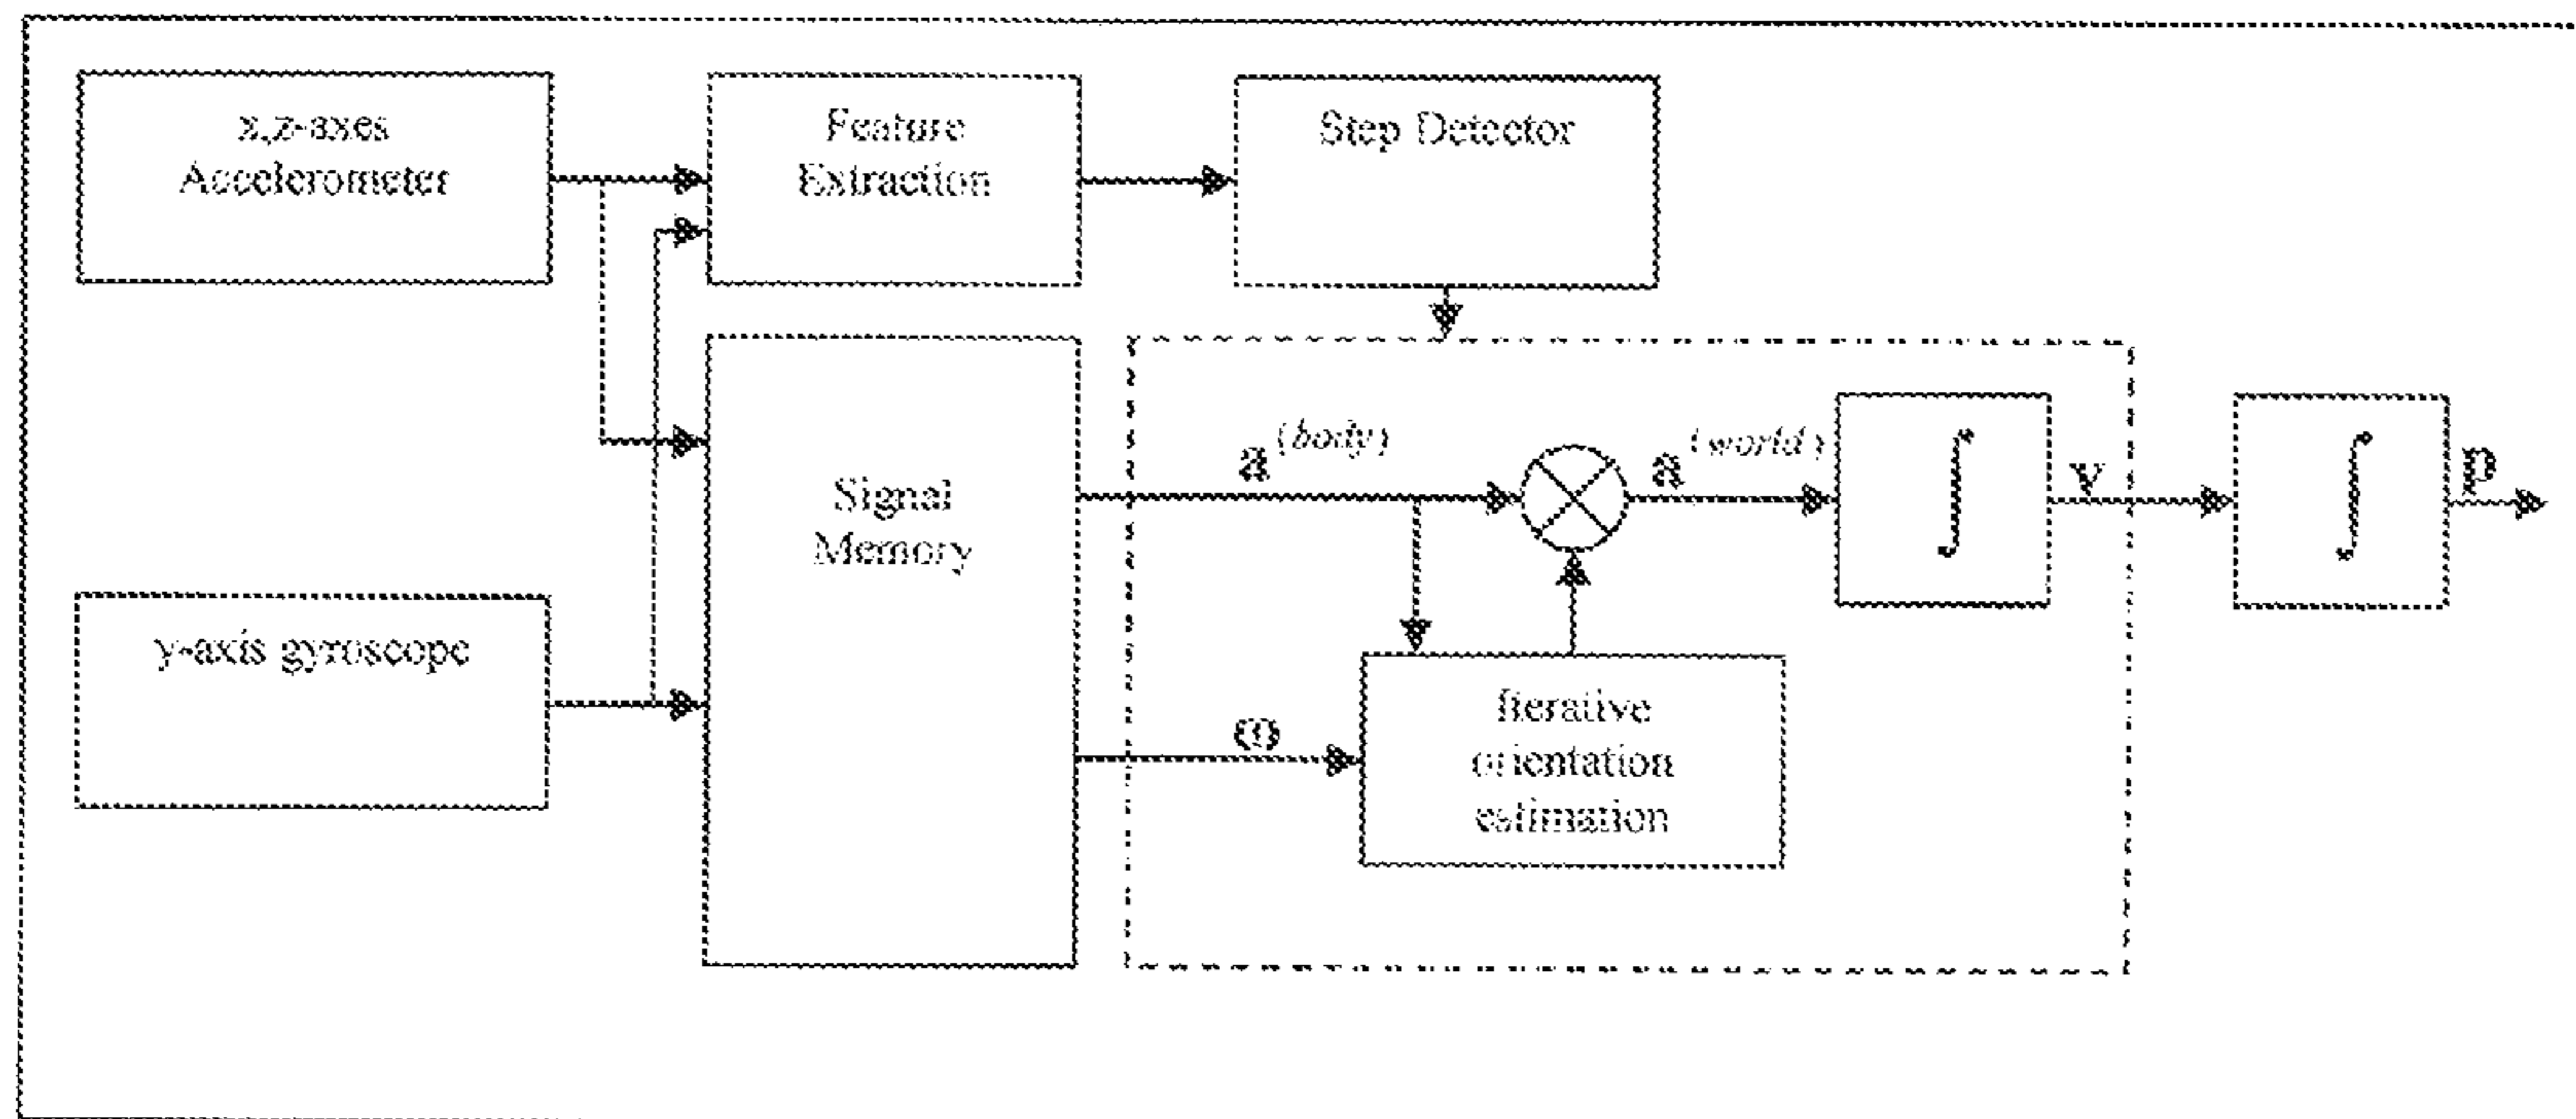 x,z-axes
Accelerometer
Feature
Extraction
Step Detector
Signal
Memory
y-axis gyroscope
a(body)
a(world)
∫
v
∫
p
ω
Iterative
orientation
estimation